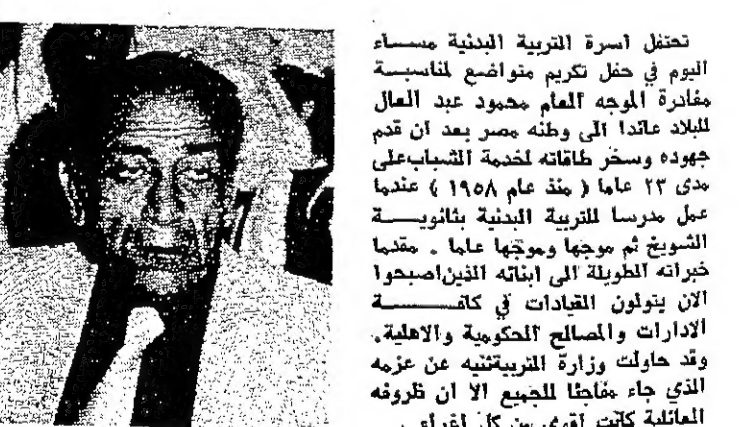 تحتفل اسرة التربية البدنية مساء
اليوم في حفل تكريم متواضع لمناسبة
مغادرة الموجه العام محمود عبد العال
للبلاد عائدا الى وطنه مصر بعد ان قدم
جهوده وسخر طاقاته لخدمة الشباب على
مدى ٢٣ عاما ( منذ عام ١٩٥٨ ) عندما
عمل مدرسا للتربية البدنية بثانوية
الشويخ ثم موجها وموجها عاما . مقدما
خبراته الطويلة الى ابنائه الذين اصبحوا
الان يتولون القيادات في كافة
الادارات والمصالح الحكومية والاهلية.
وقد حاولت وزارة التربية ثنيه عن عزمه
الذي جاء مفاجئا للجميع الا ان ظروفه
العائلية كانت اقوى من كل اغراء .